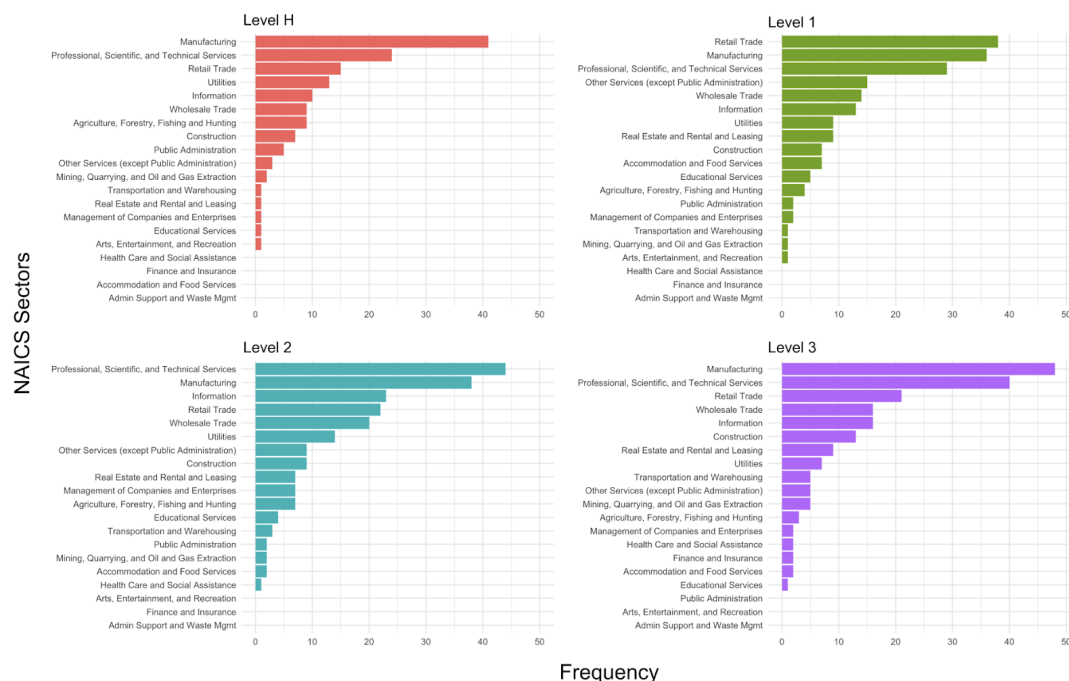 Level H
Manufacturing
Professional, Scientific, and Technical Services
Retail Trade
Utilities
Information
Wholesale Trade
Agriculture, Forestry, Fishing and Hunting
Construction
Public Administration
Other Services (except Public Administration)
Mining, Quarrying, and Oil and Gas Extraction
Transportation and Warehousing
Real Estate and Rental and Leasing
Management of Companies and Enterprises
Educational Services
Arts, Entertainment, and Recreation
Health Care and Social Assistance
Finance and Insurance
Accommodation and Food Services
Admin Support and Waste Mgmt
0 10 20 30 40 50
Level 1
Retail Trade
Manufacturing
Professional, Scientific, and Technical Services
Other Services (except Public Administration)
Wholesale Trade
Information
Utilities
Real Estate and Rental and Leasing
Construction
Accommodation and Food Services
Educational Services
Agriculture, Forestry, Fishing and Hunting
Public Administration
Management of Companies and Enterprises
Transportation and Warehousing
Mining, Quarrying, and Oil and Gas Extraction
Arts, Entertainment, and Recreation
Health Care and Social Assistance
Finance and Insurance
Admin Support and Waste Mgmt
0 10 20 30 40 50
NAICS Sectors
Level 2
Professional, Scientific, and Technical Services
Manufacturing
Information
Retail Trade
Wholesale Trade
Utilities
Other Services (except Public Administration)
Construction
Real Estate and Rental and Leasing
Management of Companies and Enterprises
Agriculture, Forestry, Fishing and Hunting
Educational Services
Transportation and Warehousing
Public Administration
Mining, Quarrying, and Oil and Gas Extraction
Accommodation and Food Services
Health Care and Social Assistance
Arts, Entertainment, and Recreation
Finance and Insurance
Admin Support and Waste Mgmt
0 10 20 30 40 50
Level 3
Manufacturing
Professional, Scientific, and Technical Services
Retail Trade
Wholesale Trade
Information
Construction
Real Estate and Rental and Leasing
Utilities
Transportation and Warehousing
Other Services (except Public Administration)
Mining, Quarrying, and Oil and Gas Extraction
Agriculture, Forestry, Fishing and Hunting
Management of Companies and Enterprises
Health Care and Social Assistance
Finance and Insurance
Accommodation and Food Services
Educational Services
Public Administration
Arts, Entertainment, and Recreation
Admin Support and Waste Mgmt
0 10 20 30 40 50
Frequency